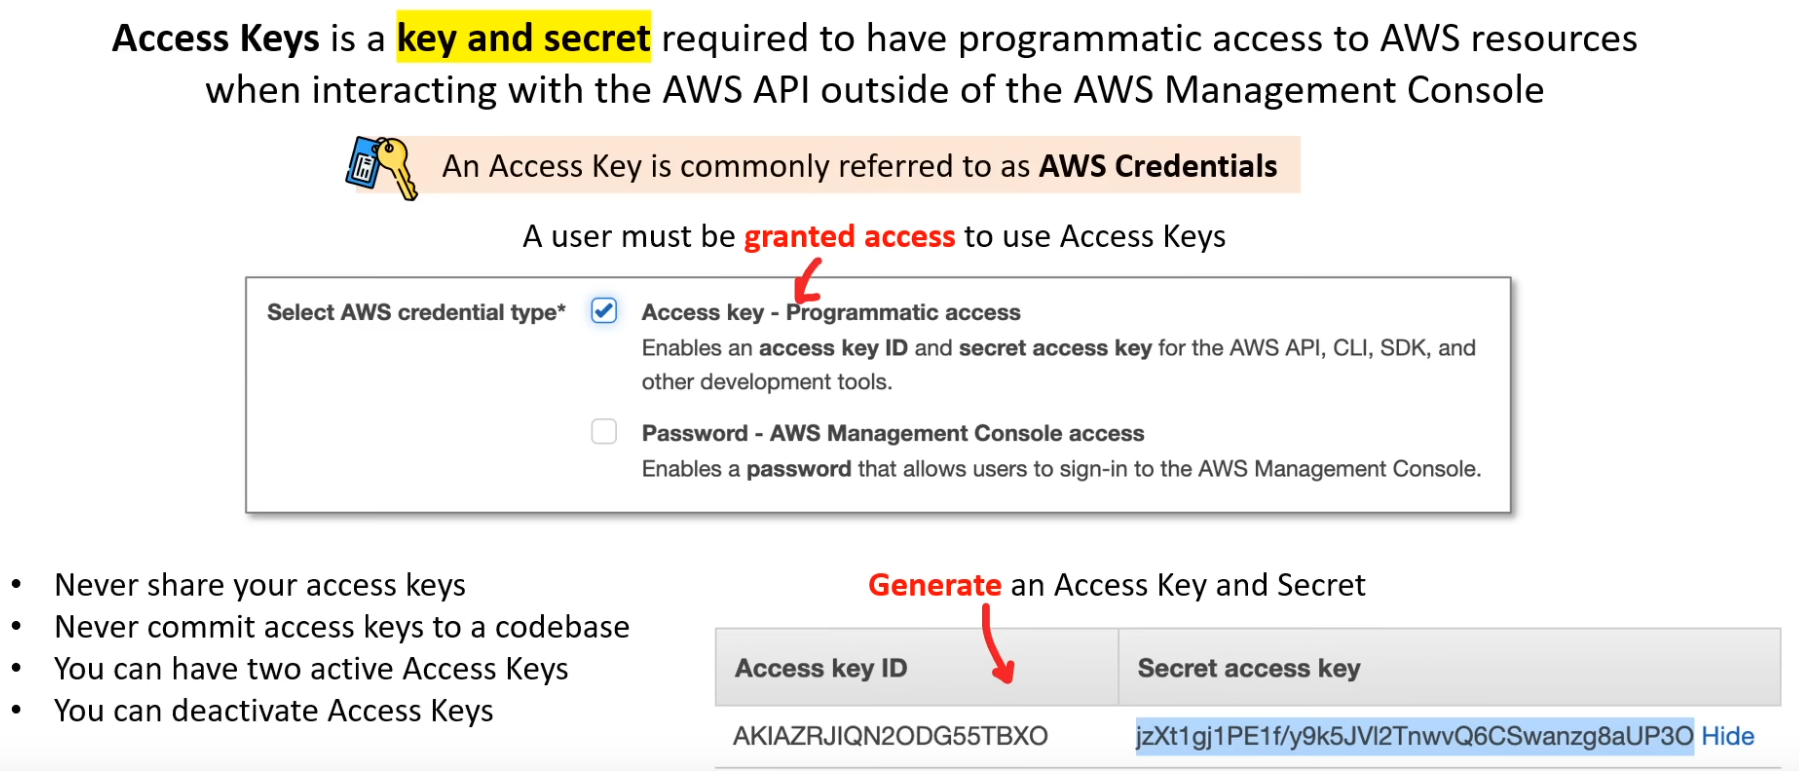 Access Keys is a key and secret required to have programmatic access to AWS resources
when interacting with the AWS API outside of the AWS Management Console
An Access Key is commonly referred to as AWS Credentials
A user must be granted access to use Access Keys
Select AWS credential type*
Access key - Programmatic access
Enables an access key ID and secret access key for the AWS API, CLI, SDK, and
other development tools.
Password - AWS Management Console access
Enables a password that allows users to sign-in to the AWS Management Console.
• Never share your access keys
• Never commit access keys to a codebase
• You can have two active Access Keys
• You can deactivate Access Keys
Generate an Access Key and Secret
Access key ID Secret access key
AKIAZRJIQN2ODG55TBXO jzXt1gj1PE1f/y9k5JVl2TnwvQ6CSwanzg8aUP3O Hide